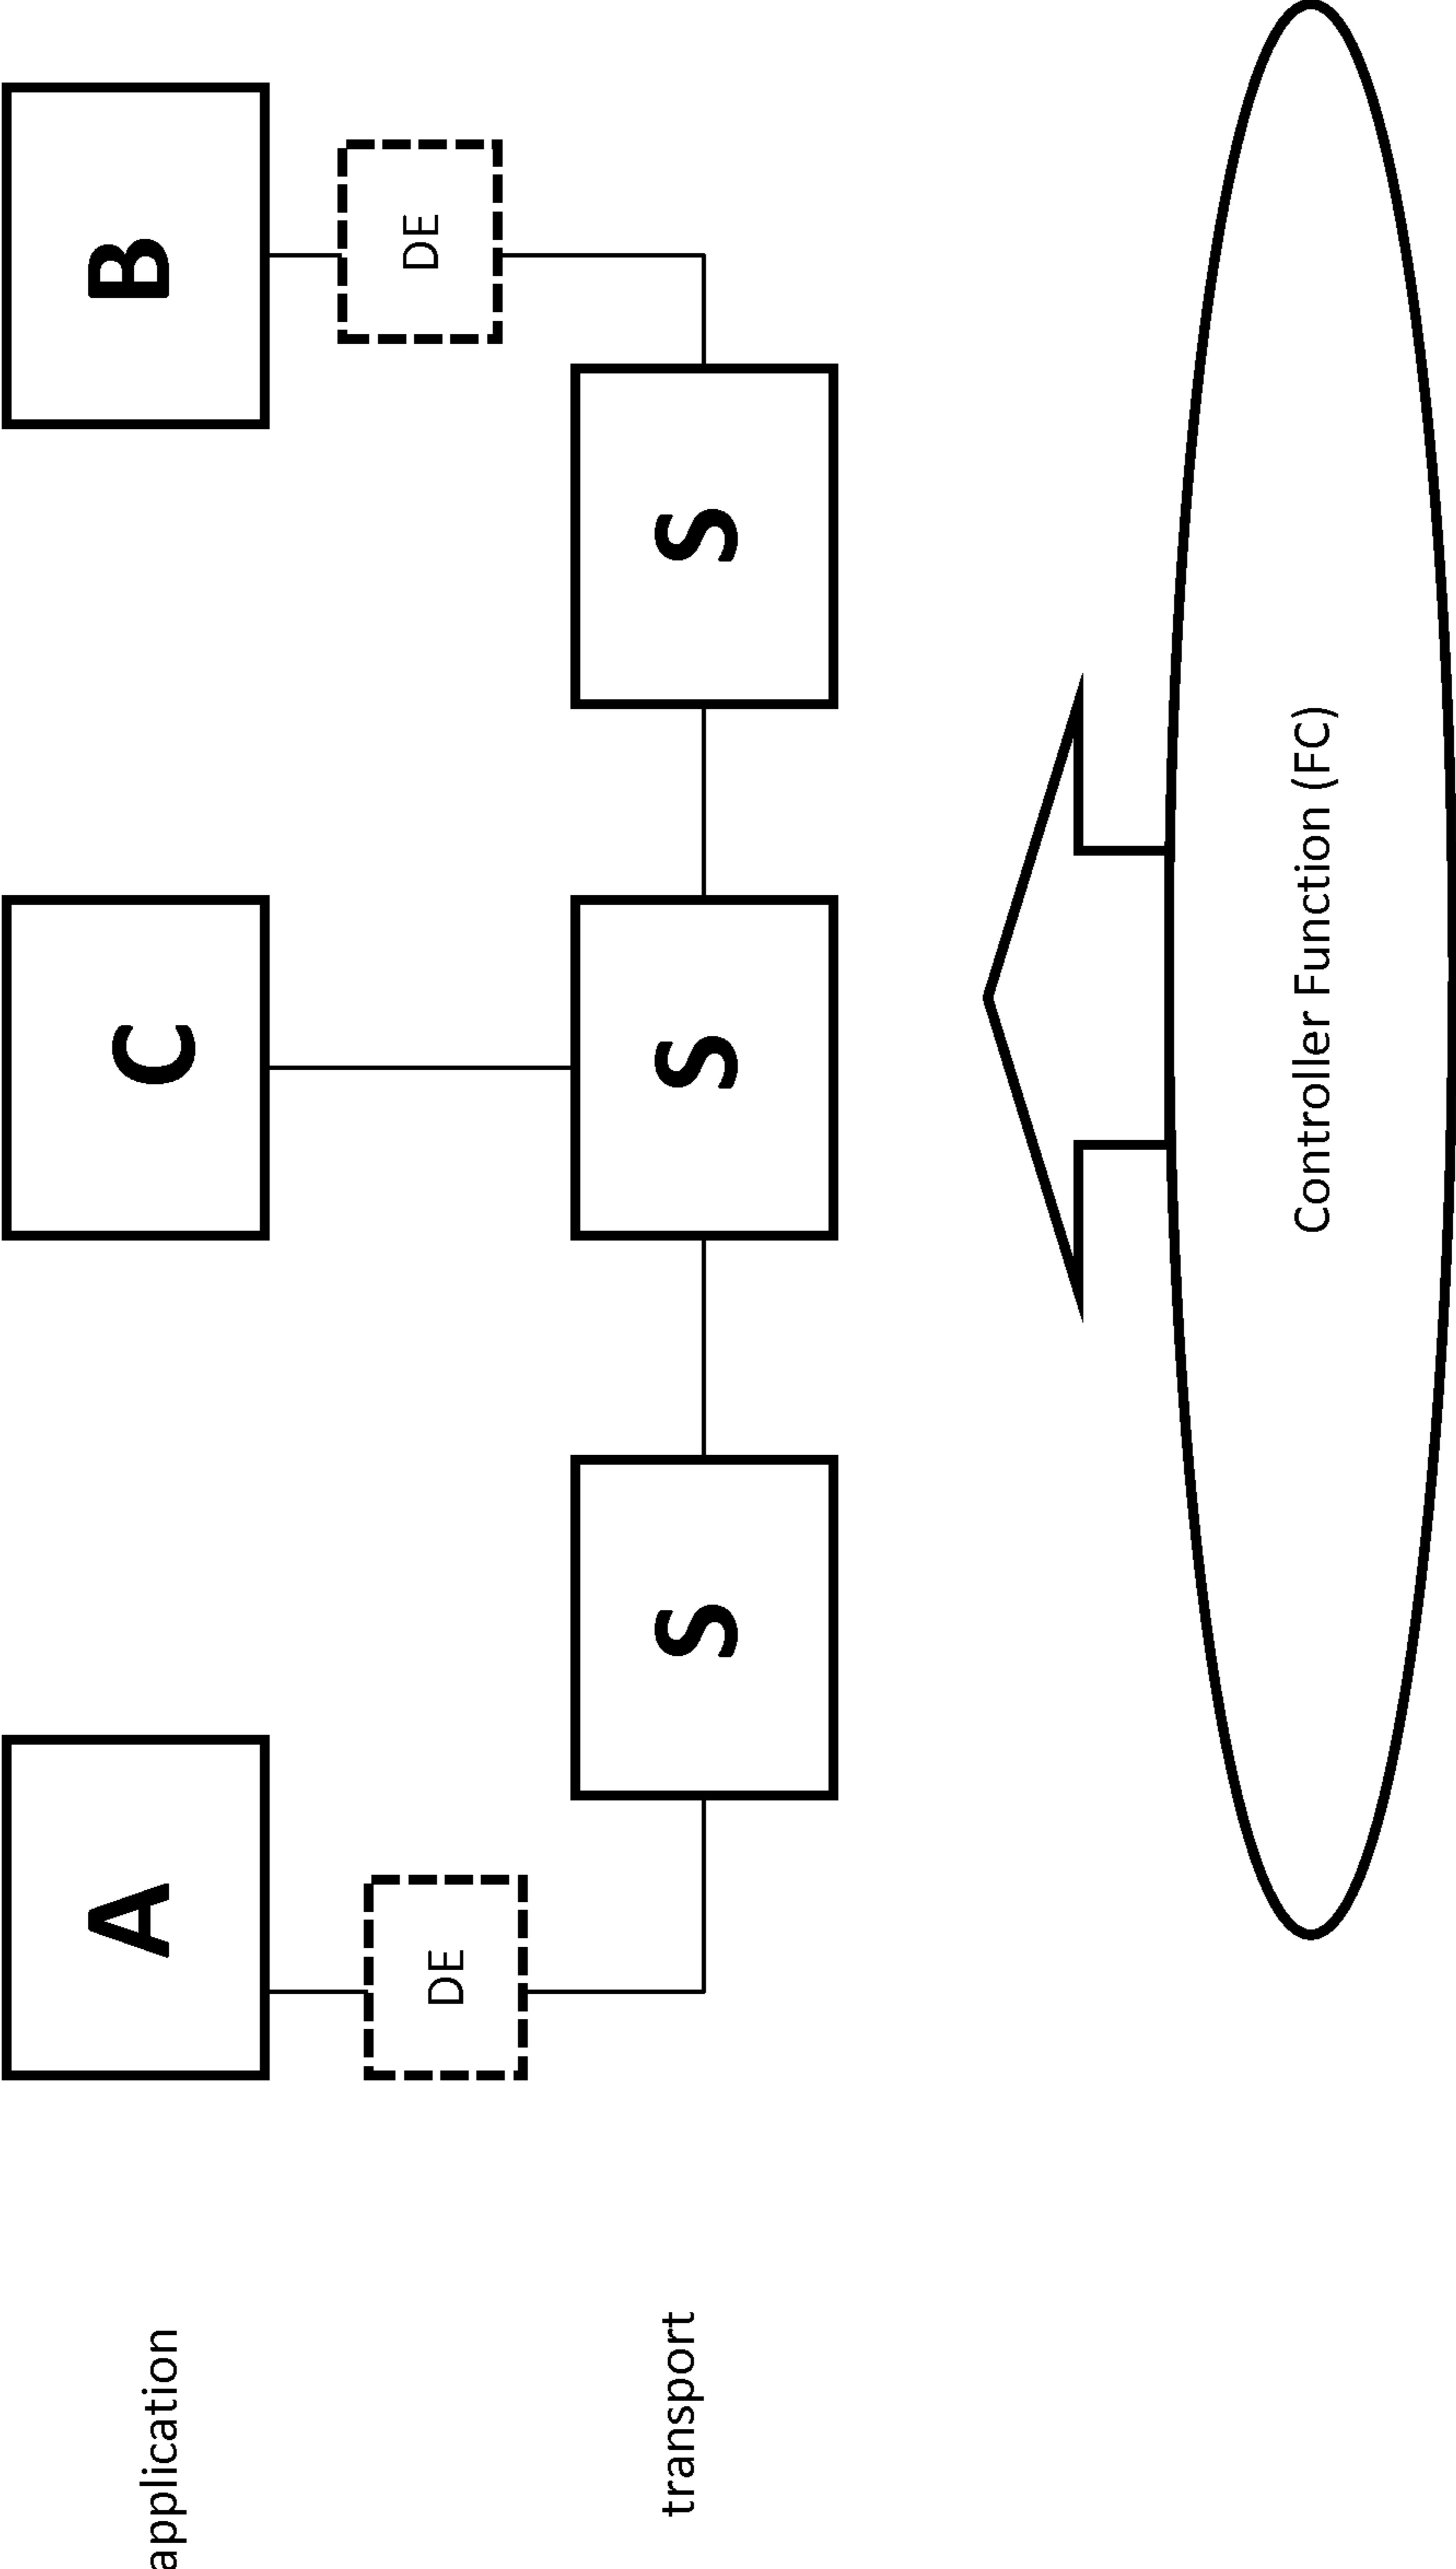 application
A
C
B
DE
DE
transport
S
S
S
Controller Function (FC)